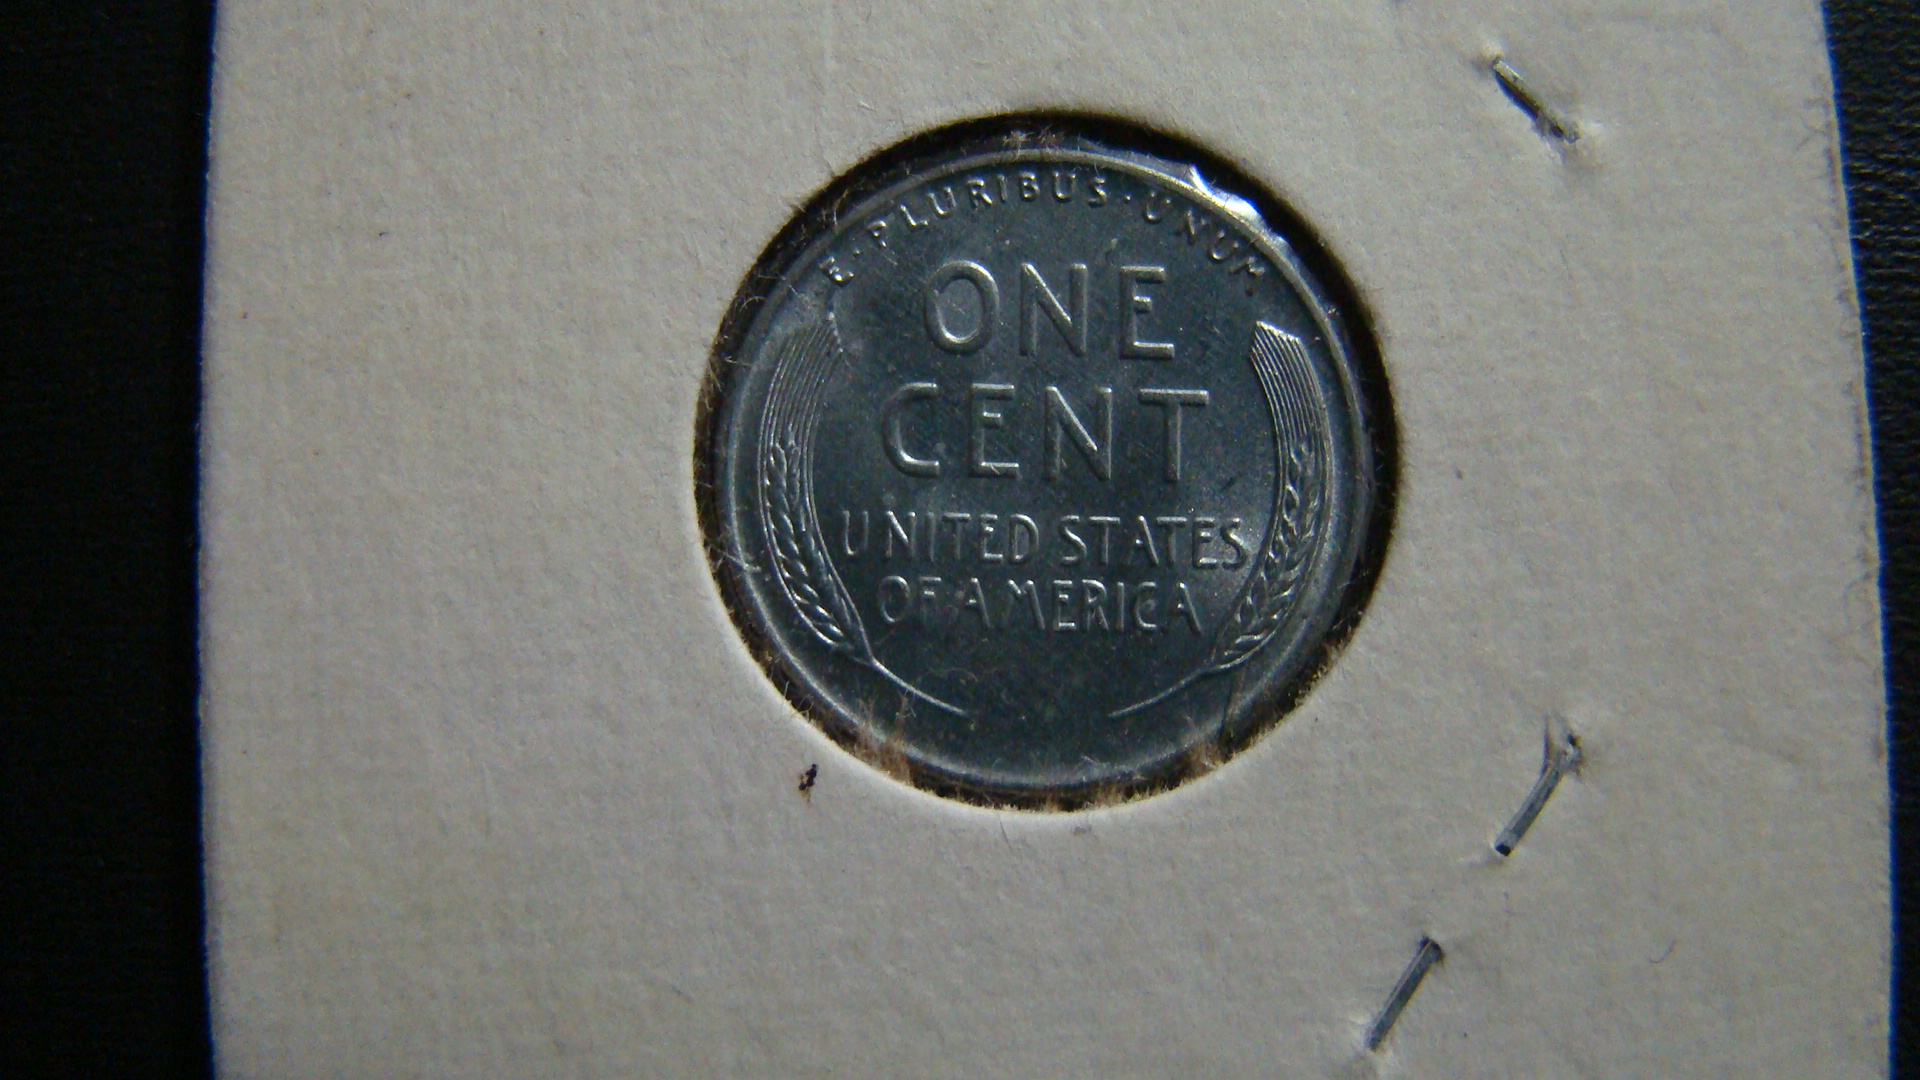 E·PLURIBUS·UNUM
ONE
CENT
UNITED STATES
OF AMERICA